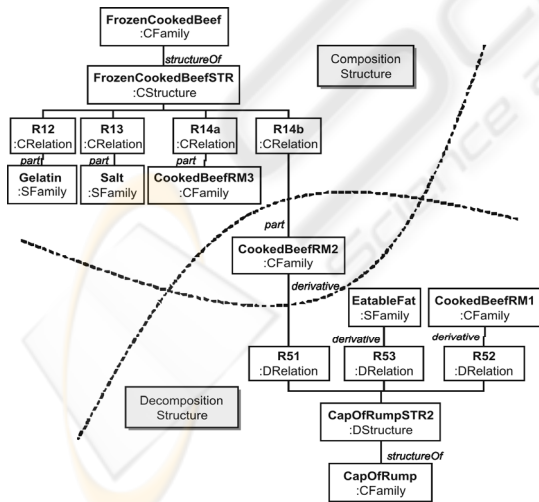 FrozenCookedBeef
:CFamily
structureOf
FrozenCookedBeefSTR
:CStructure
Composition
Structure
R12
:CRelation
R13
:CRelation
R14a
:CRelation
R14b
:CRelation
part
part
part
Gelatin
:SFamily
Salt
:SFamily
CookedBeefRM3
:CFamily
part
CookedBeefRM2
:CFamily
derivative
EatableFat
:SFamily
CookedBeefRM1
:CFamily
derivative
derivative
R51
:DRelation
R53
:DRelation
R52
:DRelation
Decomposition
Structure
CapOfRumpSTR2
:DStructure
structureOf
CapOfRump
:CFamily